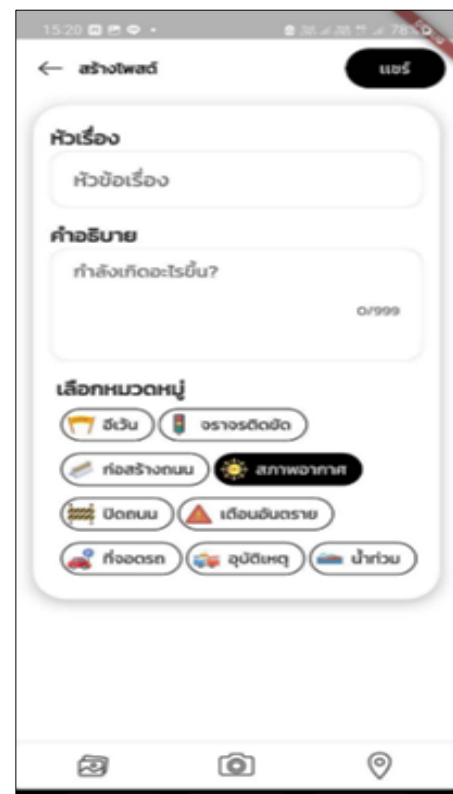 15:20
78%
← สร้างโพสต์ แชร์
หัวเรื่อง
หัวข้อเรื่อง
คำอธิบาย
กำลังเกิดอะไรขึ้น?
0/999
เลือกหมวดหมู่
อีเว้น จราจรติดขัด
ก่อสร้างถนน สภาพอากาศ
ปิดถนน เตือนอันตราย
ที่จอดรถ อุบัติเหตุ น้ำท่วม